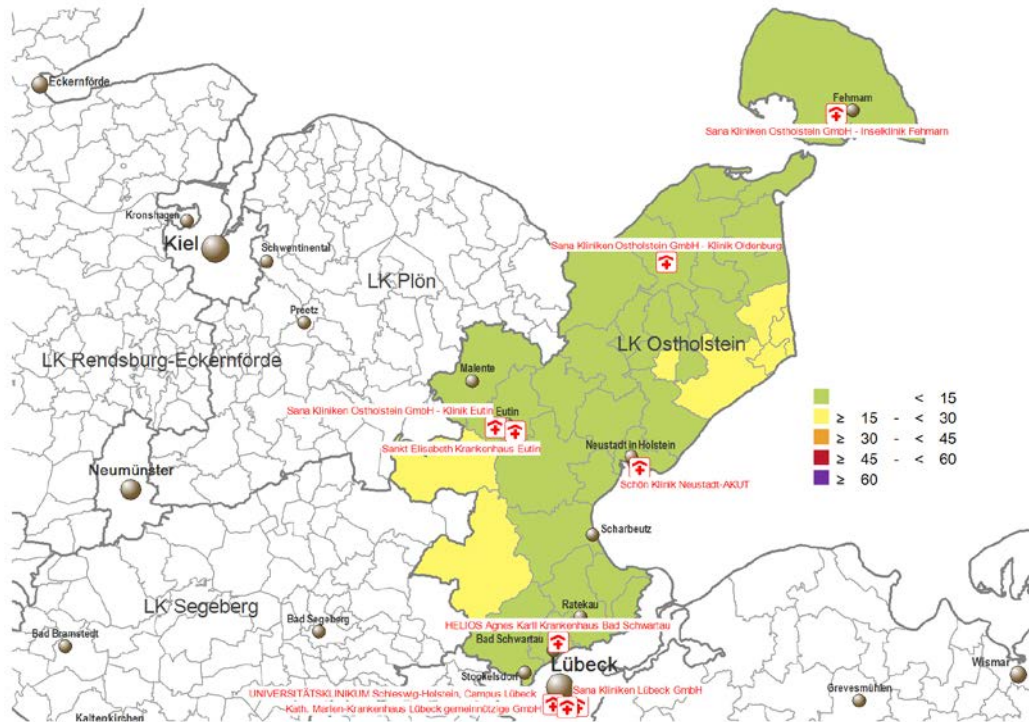 Eckernförde
Fehmarn
Sana Kliniken Ostholstein GmbH - Inselklinik Fehmarn
Kronshagen
Kiel
Schwentinental
Sana Kliniken Ostholstein GmbH - Klinik Oldenburg
LK Plön
Preetz
LK Rendsburg-Eckernförde
LK Ostholstein
Malente
< 15
≥ 15 - < 30
≥ 30 - < 45
≥ 45 - < 60
≥ 60
Sana Kliniken Ostholstein GmbH - Klinik Eutin
Eutin
Sankt Elisabeth Krankenhaus Eutin
Neustadt in Holstein
Schön Klinik Neustadt-AKUT
Neumünster
Scharbeutz
LK Segeberg
Ratekau
Bad Segeberg
HELIOS Agnes Karll Krankenhaus Bad Schwartau
Bad Bramstedt
Bad Schwartau
Lübeck
Stockelsdorf
Wismar
UNIVERSITÄTSKLINIKUM Schleswig-Holstein, Campus Lübeck
Sana Kliniken Lübeck GmbH
Grevesmühlen
Kath. Marien-Krankenhaus Lübeck gemeinnützige GmbH
Kaltenkirchen